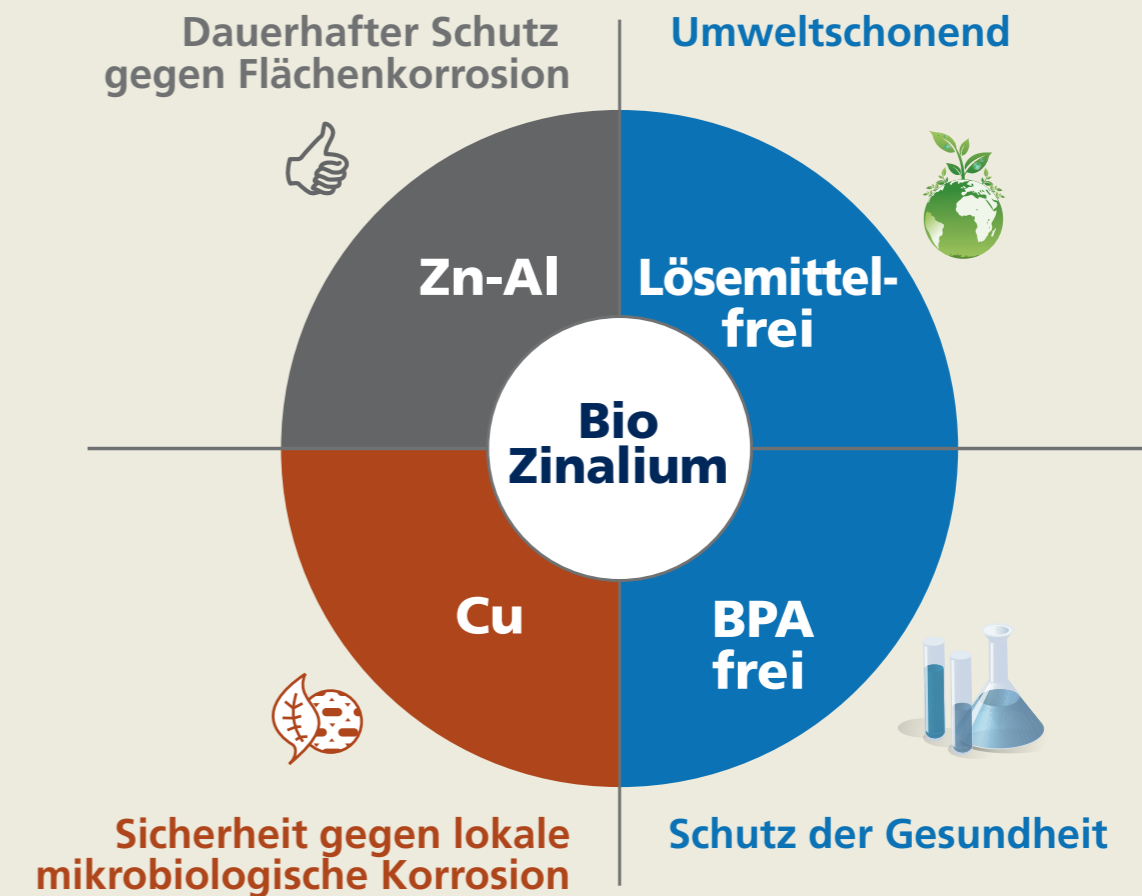 Dauerhafter Schutz
gegen Flächenkorrosion
Umweltschonend
Zn-Al
Lösemittel-
frei
Bio
Zinalium
Cu
BPA
frei
Sicherheit gegen lokale
mikrobiologische Korrosion
Schutz der Gesundheit